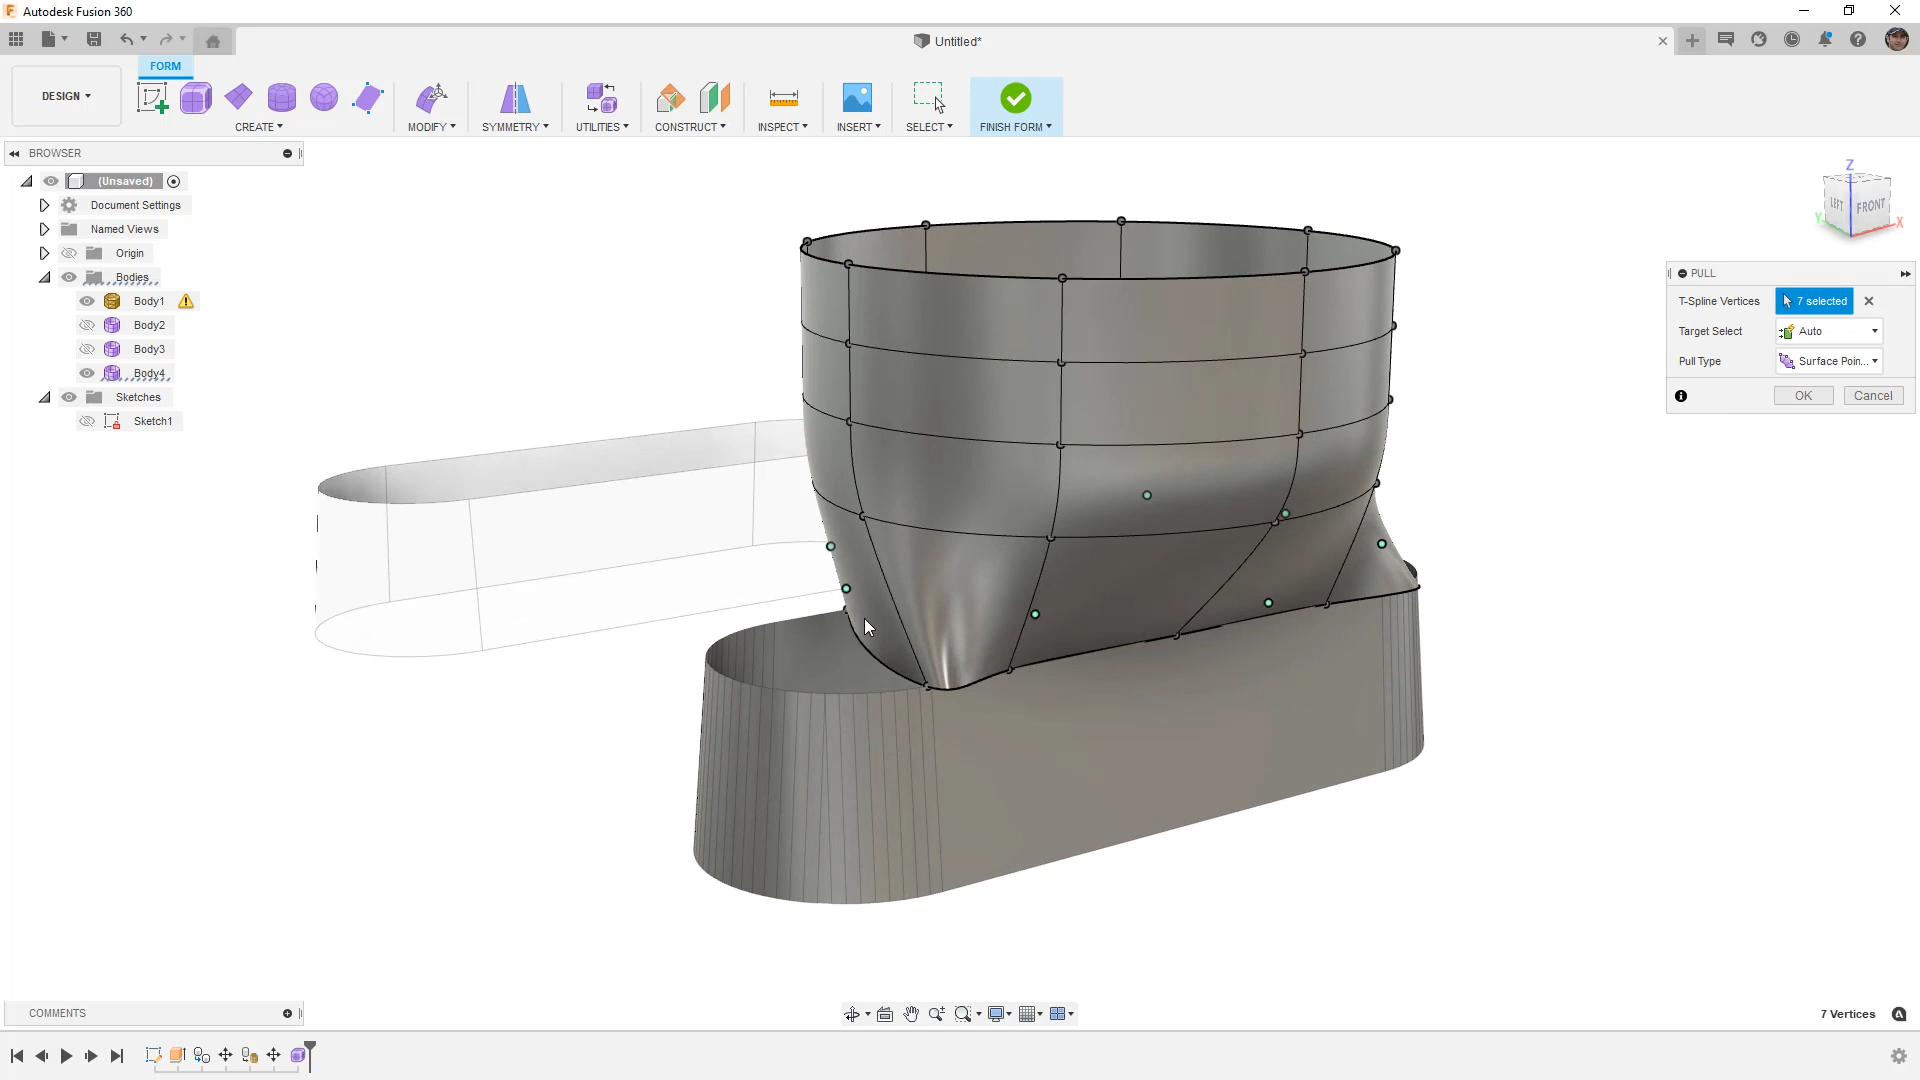 Autodesk Fusion 360
Untitled*
FORM
DESIGN
CREATE
MODIFY
SYMMETRY
UTILITIES
CONSTRUCT
INSPECT
INSERT
SELECT
FINISH FORM
BROWSER
(Unsaved)
Document Settings
Named Views
Origin
Bodies
Body1
Body2
Body3
Body4
Sketches
Sketch1
Z
LEFT
FRONT
Y
X
PULL
T-Spline Vertices
7 selected
Target Select
Auto
Pull Type
Surface Poin...
OK
Cancel
COMMENTS
7 Vertices